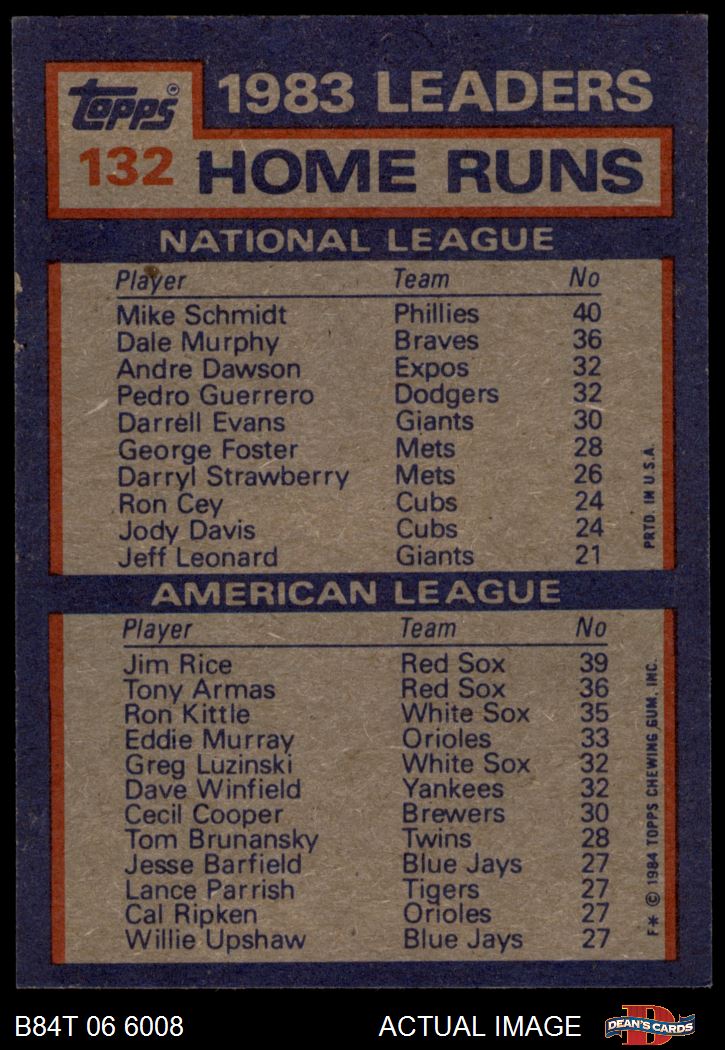 topps®
1983 LEADERS
132 HOME RUNS
NATIONAL LEAGUE
Player Team No
Mike Schmidt Phillies 40
Dale Murphy Braves 36
Andre Dawson Expos 32
Pedro Guerrero Dodgers 32
Darrell Evans Giants 30
George Foster Mets 28
Darryl Strawberry Mets 26
Ron Cey Cubs 24
Jody Davis Cubs 24
Jeff Leonard Giants 21
PRTD. IN U.S.A.
AMERICAN LEAGUE
Player Team No
Jim Rice Red Sox 39
Tony Armas Red Sox 36
Ron Kittle White Sox 35
Eddie Murray Orioles 33
Greg Luzinski White Sox 32
Dave Winfield Yankees 32
Cecil Cooper Brewers 30
Tom Brunansky Twins 28
Jesse Barfield Blue Jays 27
Lance Parrish Tigers 27
Cal Ripken Orioles 27
Willie Upshaw Blue Jays 27
F* © 1984 TOPPS CHEWING GUM, INC.
B84T 06 6008 ACTUAL IMAGE
D
DEAN'S CARDS